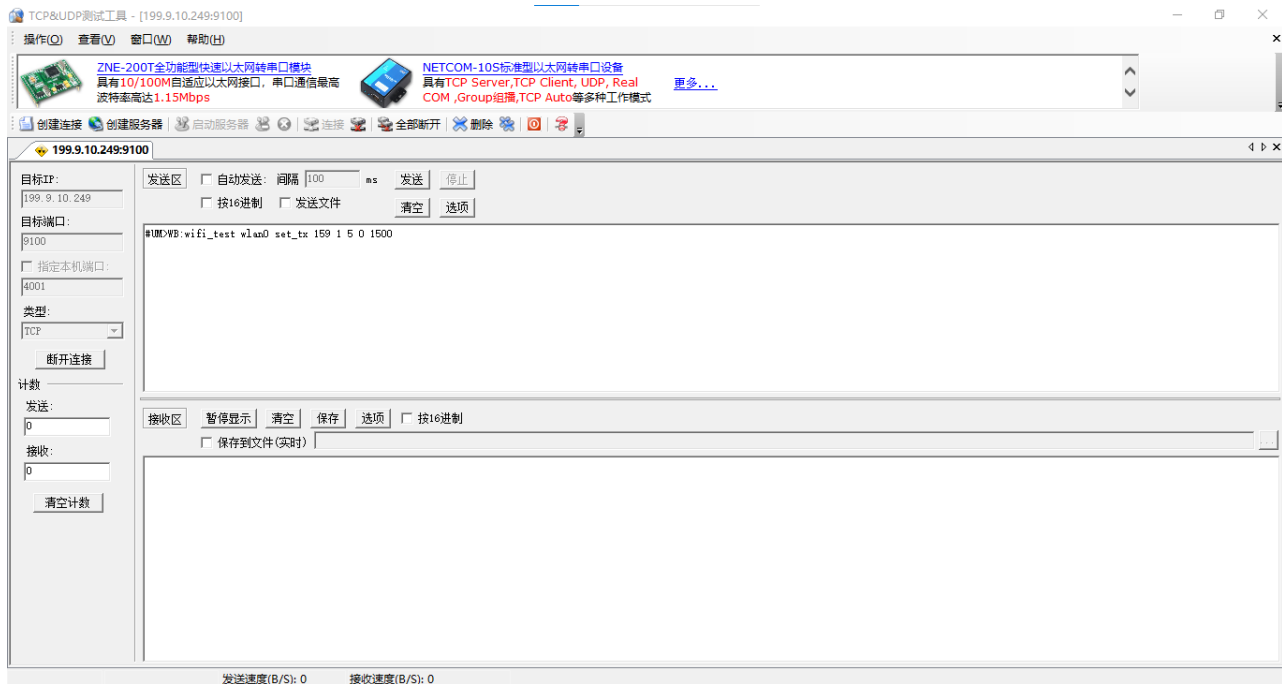 TCP&UDP测试工具 - [199.9.10.249:9100]
操作(O) 查看(V) 窗口(W) 帮助(H)
ZNE-200T全功能型快速以太网转串口模块
具有10/100M自适应以太网接口，串口通信最高
波特率高达1.15Mbps
NETCOM-10S标准型以太网转串口设备
具有TCP Server,TCP Client, UDP, Real
COM ,Group组播,TCP Auto等多种工作模式
更多...
创建连接 创建服务器 启动服务器 连接 全部断开 删除
199.9.10.249:9100
目标IP:
199.9.10.249
目标端口:
9100
指定本机端口:
4001
类型:
TCP
断开连接
计数
发送:
0
接收:
0
清空计数
发送区 自动发送: 间隔 100 ms 发送 停止
按16进制 发送文件 清空 选项
#UM>WB:wifi_test wlan0 set_tx 159 1 5 0 1500
接收区 暂停显示 清空 保存 选项 按16进制
保存到文件(实时) ...
发送速度(B/S): 0 接收速度(B/S): 0